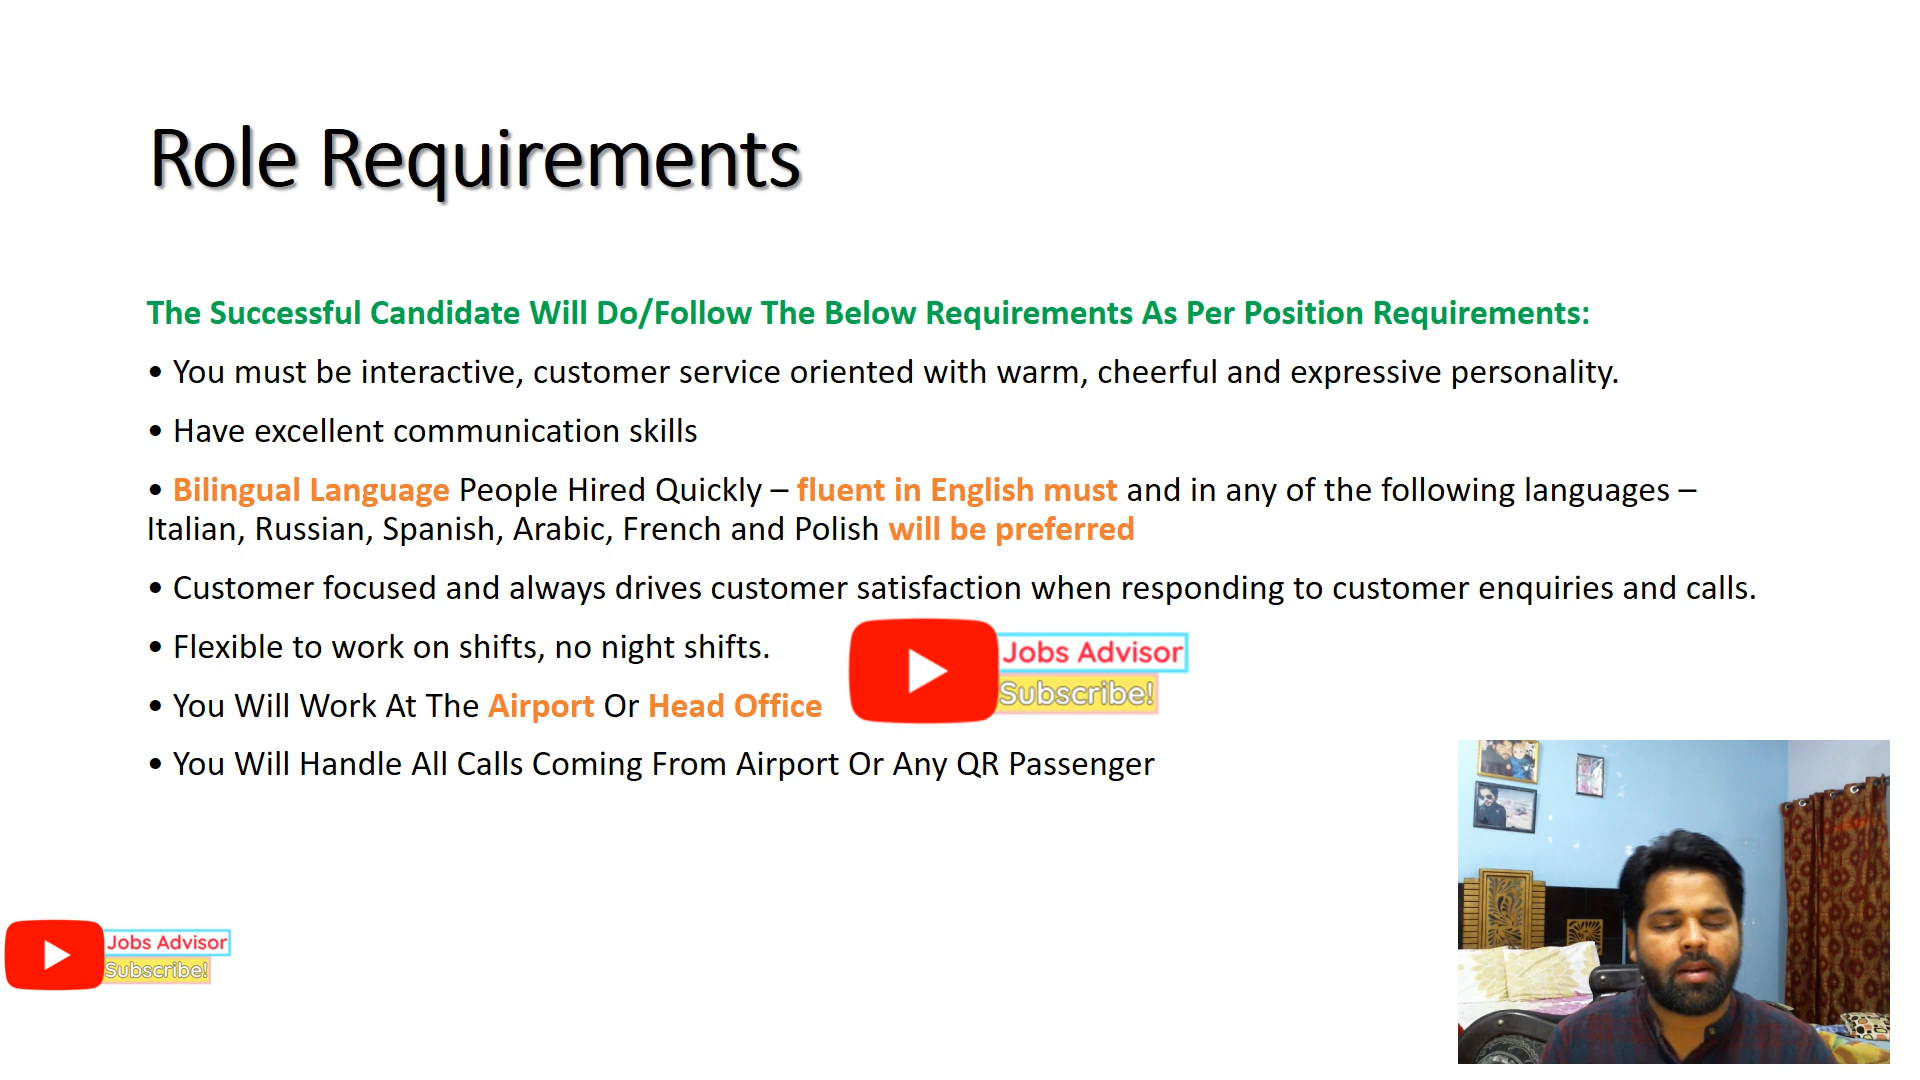 Role Requirements
The Successful Candidate Will Do/Follow The Below Requirements As Per Position Requirements:
• You must be interactive, customer service oriented with warm, cheerful and expressive personality.
• Have excellent communication skills
• Bilingual Language People Hired Quickly – fluent in English must and in any of the following languages –
Italian, Russian, Spanish, Arabic, French and Polish will be preferred
• Customer focused and always drives customer satisfaction when responding to customer enquiries and calls.
• Flexible to work on shifts, no night shifts.
Jobs Advisor
Subscribe!
• You Will Work At The Airport Or Head Office
• You Will Handle All Calls Coming From Airport Or Any QR Passenger
Jobs Advisor
Subscribe!